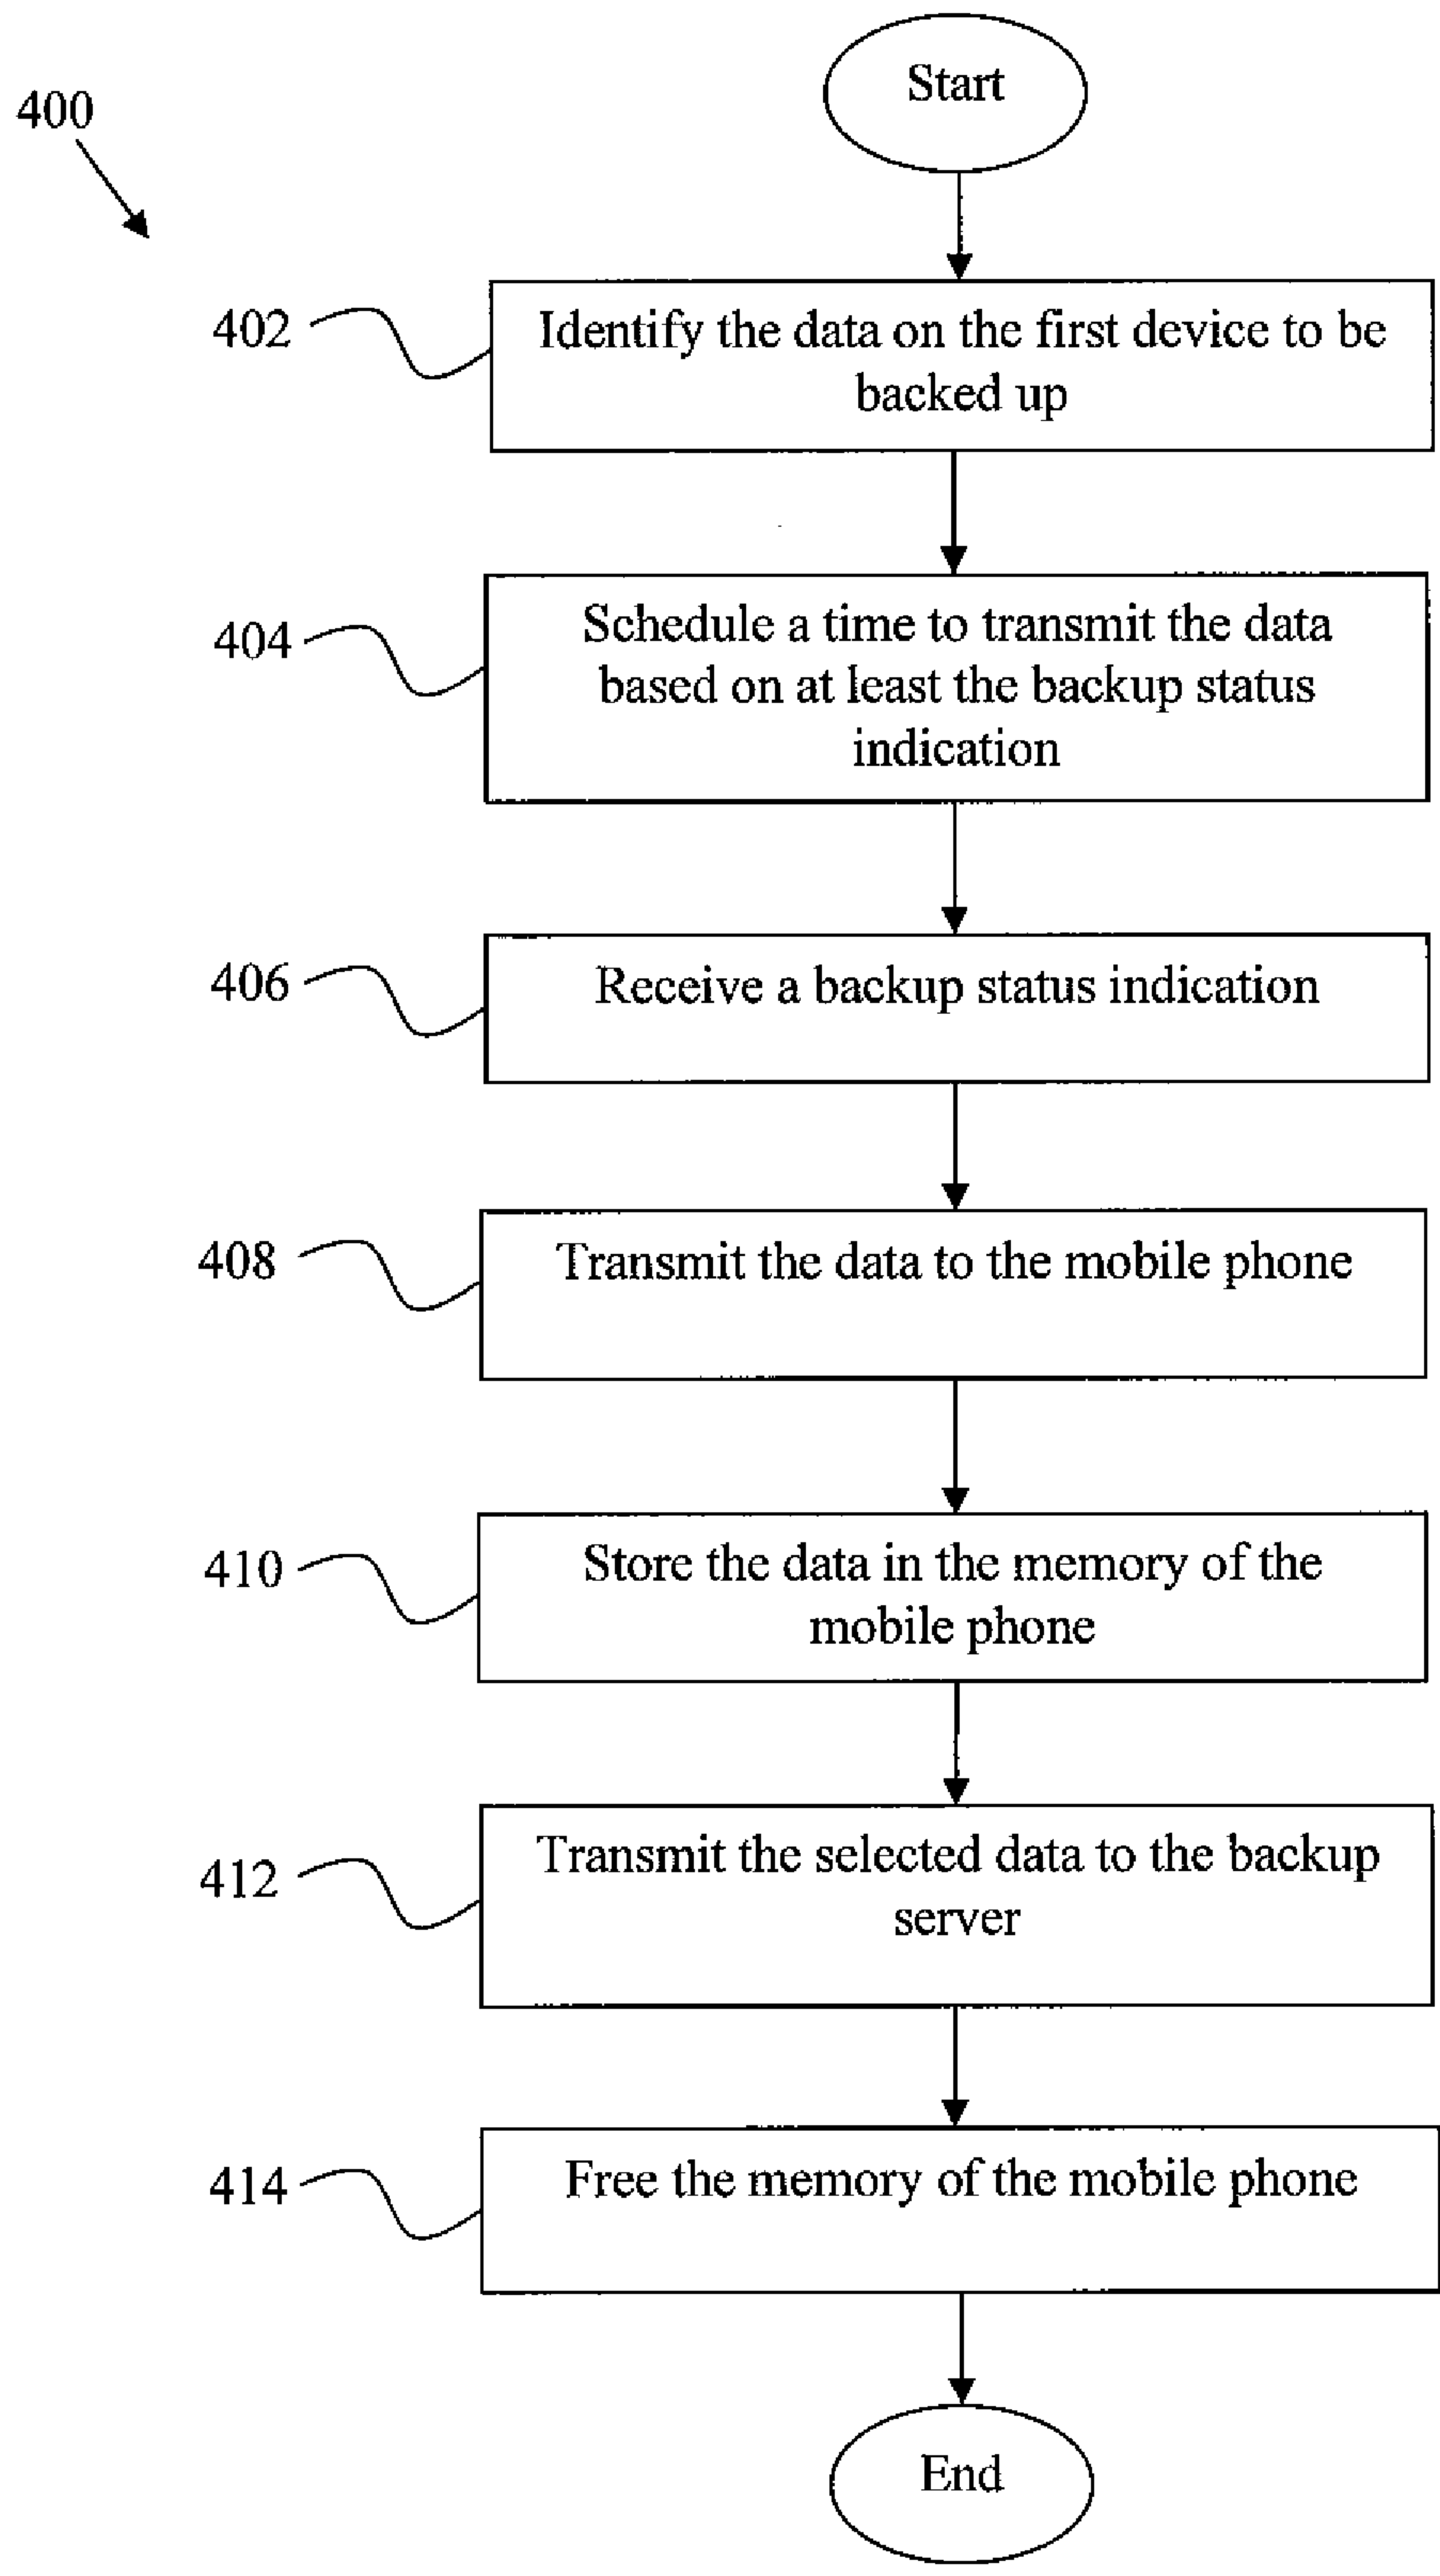 Start
400
402
Identify the data on the first device to be
backed up
404
Schedule a time to transmit the data
based on at least the backup status
indication
406
Receive a backup status indication
408
Transmit the data to the mobile phone
410
Store the data in the memory of the
mobile phone
412
Transmit the selected data to the backup
server
414
Free the memory of the mobile phone
End